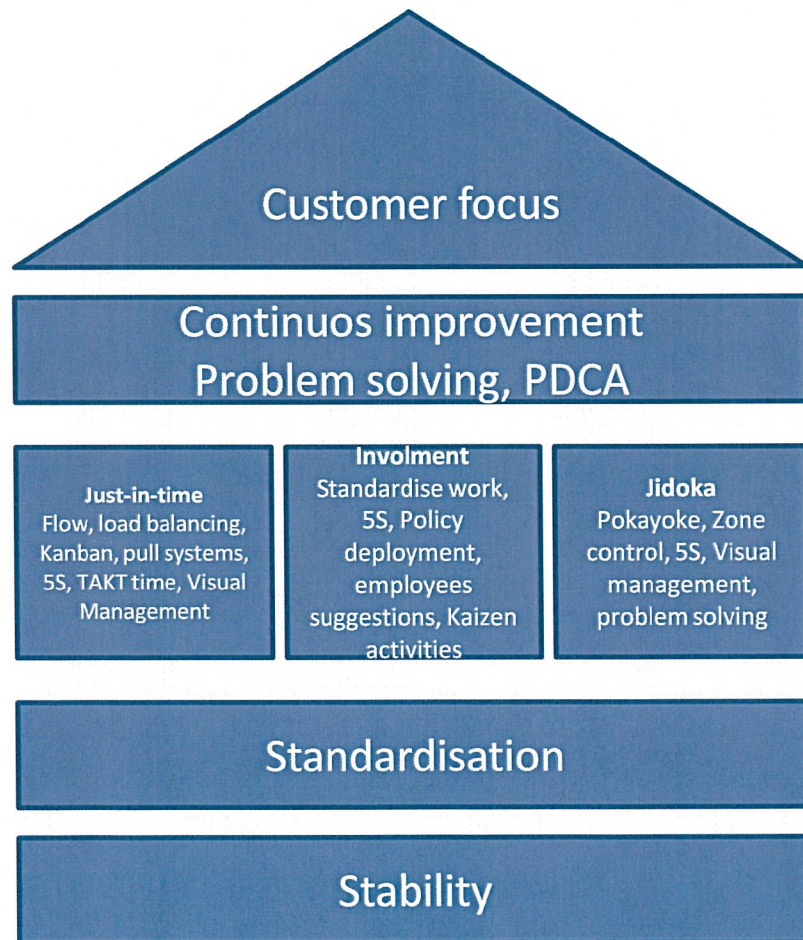 Customer focus
Continuos improvement
Problem solving, PDCA
Just-in-time
Flow, load balancing,
Kanban, pull systems,
5S, TAKT time, Visual
Management
Involment
Standardise work,
5S, Policy
deployment,
employees
suggestions, Kaizen
activities
Jidoka
Pokayoke, Zone
control, 5S, Visual
management,
problem solving
Standardisation
Stability